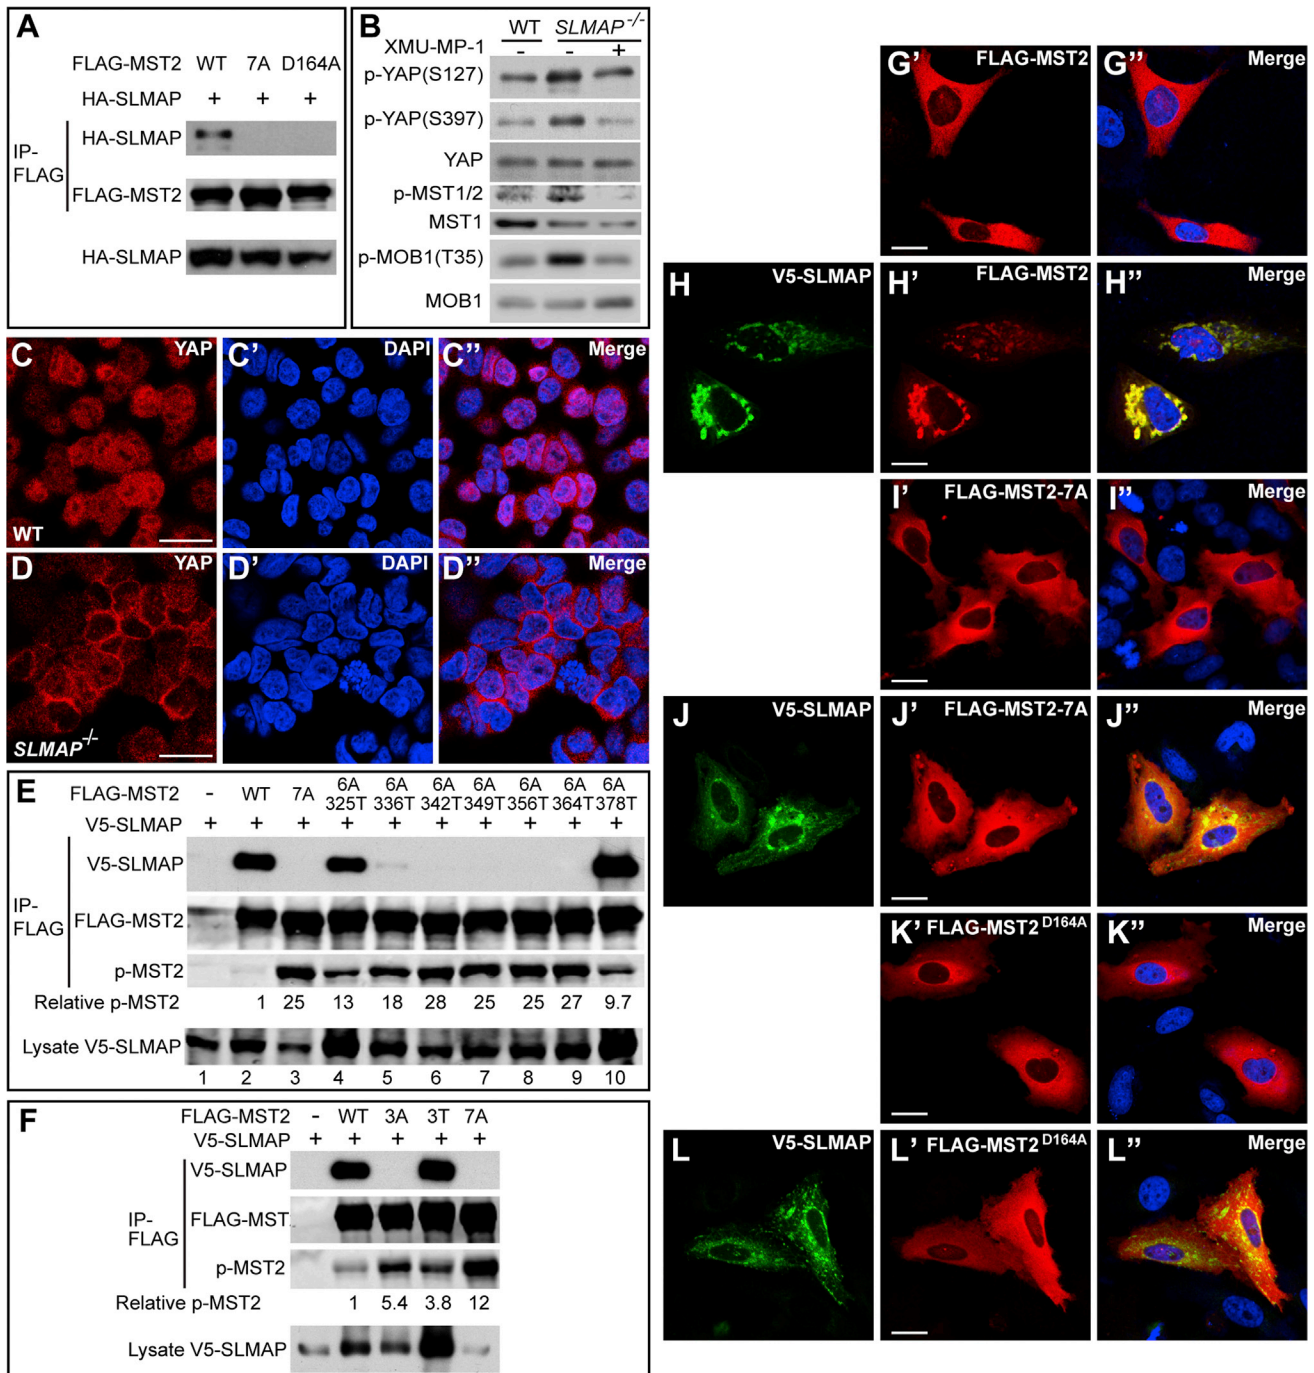 A
FLAG-MST2 WT 7A D164A
HA-SLMAP + + +
IP-FLAG
HA-SLMAP
FLAG-MST2
HA-SLMAP
B
WT SLMAP-/-
XMU-MP-1 - - +
p-YAP(S127)
p-YAP(S397)
YAP
p-MST1/2
MST1
p-MOB1(T35)
MOB1
C YAP
WT
C' DAPI
C'' Merge
D YAP
SLMAP-/-
D' DAPI
D'' Merge
E
FLAG-MST2 - WT 7A 6A 325T 6A 336T 6A 342T 6A 349T 6A 356T 6A 364T 6A 378T
V5-SLMAP + + + + + + + + + +
IP-FLAG
V5-SLMAP
FLAG-MST2
p-MST2
Relative p-MST2 1 25 13 18 28 25 25 27 9.7
Lysate V5-SLMAP
1 2 3 4 5 6 7 8 9 10
F
FLAG-MST2 - WT 3A 3T 7A
V5-SLMAP + + + + +
IP-FLAG
V5-SLMAP
FLAG-MST
p-MST2
Relative p-MST2 1 5.4 3.8 12
Lysate V5-SLMAP
G' FLAG-MST2
G'' Merge
H V5-SLMAP
H' FLAG-MST2
H'' Merge
I' FLAG-MST2-7A
I'' Merge
J V5-SLMAP
J' FLAG-MST2-7A
J'' Merge
K' FLAG-MST2 D164A
K'' Merge
L V5-SLMAP
L' FLAG-MST2 D164A
L'' Merge